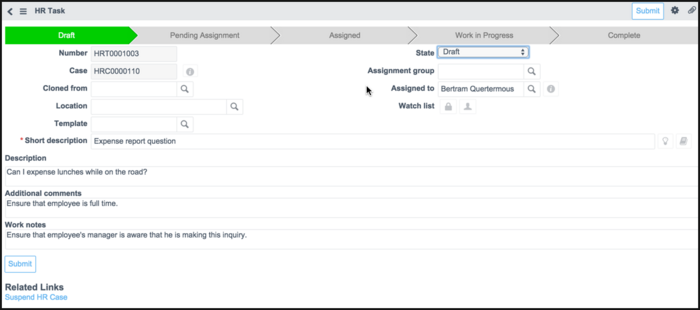 HR Task
Submit
Draft
Pending Assignment
Assigned
Work in Progress
Complete
Number HRT0001003
State Draft
Case HRC0000110
Assignment group
Cloned from
Assigned to Bertram Quertermous
Location
Watch list
Template
* Short description Expense report question
Description
Can I expense lunches while on the road?
Additional comments
Ensure that employee is full time.
Work notes
Ensure that employee's manager is aware that he is making this inquiry.
Submit
Related Links
Suspend HR Case